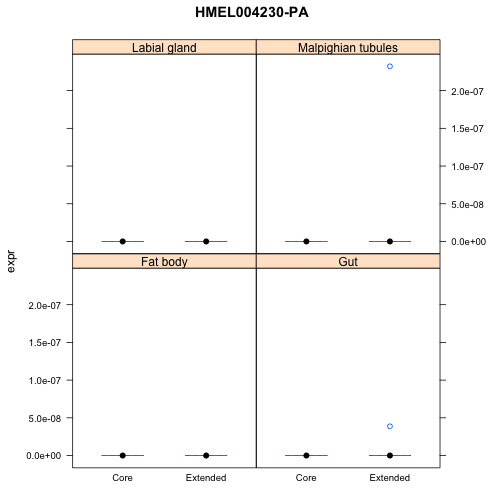 HMEL004230-PA
Labial gland Malpighian tubules
2.0e-07
1.5e-07
1.0e-07
5.0e-08
0.0e+00
expr
Fat body Gut
2.0e-07
1.5e-07
1.0e-07
5.0e-08
0.0e+00
Core Extended Core Extended